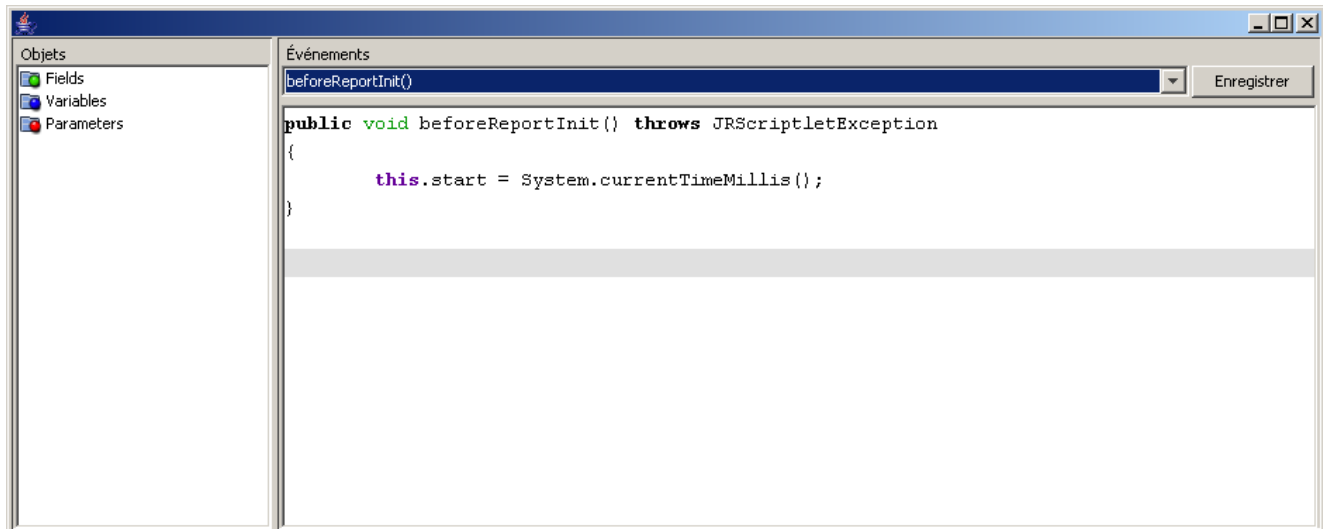 Objets
Fields
Variables
Parameters
Événements
beforeReportInit()
Enregistrer
public void beforeReportInit() throws JRScriptletException
{
this.start = System.currentTimeMillis();
}